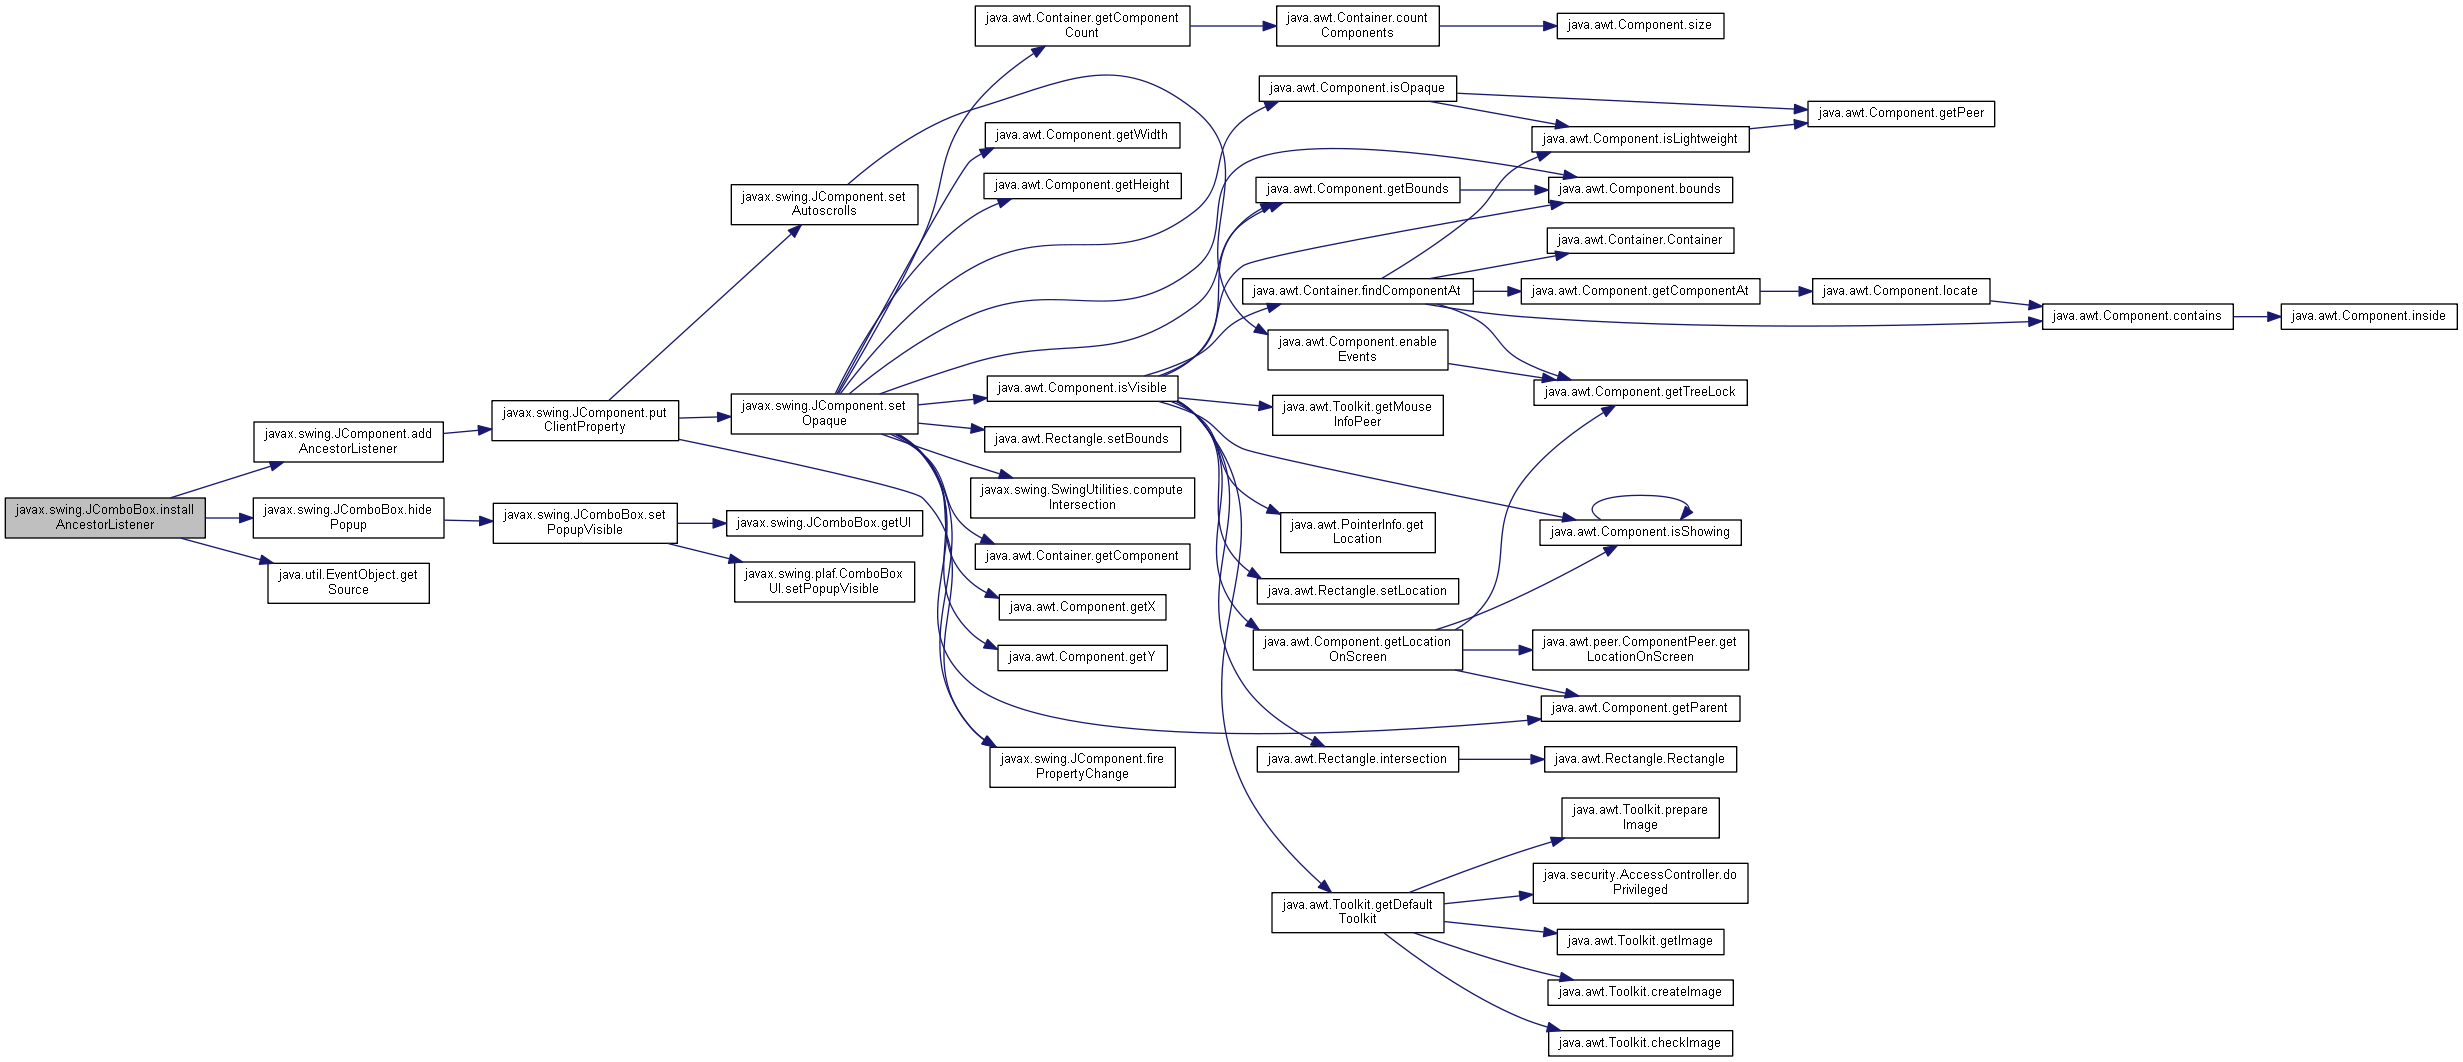 java.awt.Container.getComponent
Count
java.awt.Container.count
Components
java.awt.Component.size
java.awt.Component.isOpaque
java.awt.Component.getPeer
java.awt.Component.getWidth
java.awt.Component.isLightweight
java.awt.Component.getHeight
java.awt.Component.getBounds
java.awt.Component.bounds
javax.swing.JComponent.set
Autoscrolls
java.awt.Container.Container
java.awt.Container.findComponentAt
java.awt.Component.getComponentAt
java.awt.Component.locate
java.awt.Component.contains
java.awt.Component.inside
java.awt.Component.enable
Events
java.awt.Component.isVisible
java.awt.Component.getTreeLock
javax.swing.JComponent.put
ClientProperty
javax.swing.JComponent.set
Opaque
java.awt.Toolkit.getMouse
InfoPeer
javax.swing.JComponent.add
AncestorListener
java.awt.Rectangle.setBounds
javax.swing.SwingUtilities.compute
Intersection
javax.swing.JComboBox.install
AncestorListener
javax.swing.JComboBox.hide
Popup
javax.swing.JComboBox.set
PopupVisible
javax.swing.JComboBox.getUI
java.awt.PointerInfo.get
Location
java.awt.Component.isShowing
java.awt.Container.getComponent
java.util.EventObject.get
Source
javax.swing.plaf.ComboBox
UI.setPopupVisible
java.awt.Rectangle.setLocation
java.awt.Component.getX
java.awt.Component.getY
java.awt.Component.getLocation
OnScreen
java.awt.peer.ComponentPeer.get
LocationOnScreen
java.awt.Component.getParent
javax.swing.JComponent.fire
PropertyChange
java.awt.Rectangle.intersection
java.awt.Rectangle.Rectangle
java.awt.Toolkit.prepare
Image
java.security.AccessController.do
Privileged
java.awt.Toolkit.getDefault
Toolkit
java.awt.Toolkit.getImage
java.awt.Toolkit.createImage
java.awt.Toolkit.checkImage